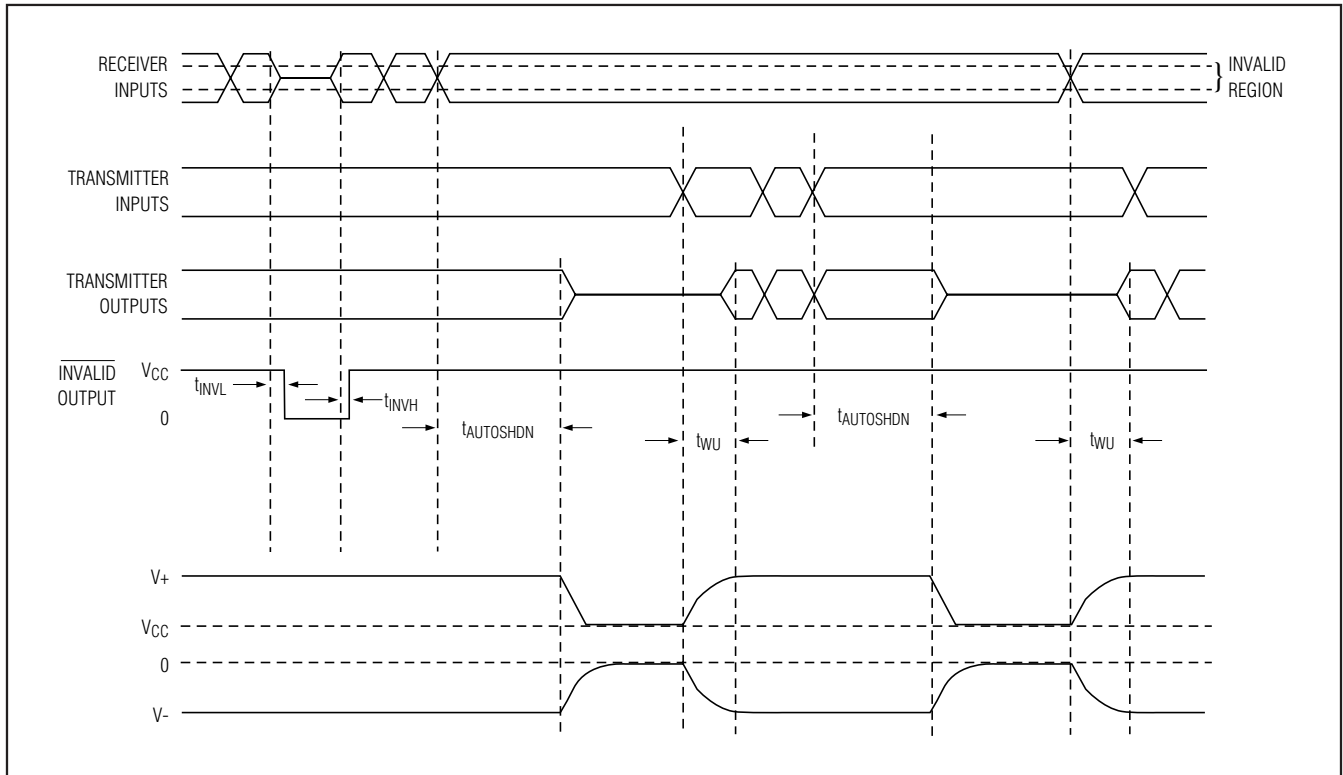 RECEIVER
INPUTS
} INVALID
REGION
TRANSMITTER
INPUTS
TRANSMITTER
OUTPUTS
INVALID
OUTPUT
VCC
0
tINVL
tINVH
tAUTOSHDN
tWU
tAUTOSHDN
tWU
V+
VCC
0
V-